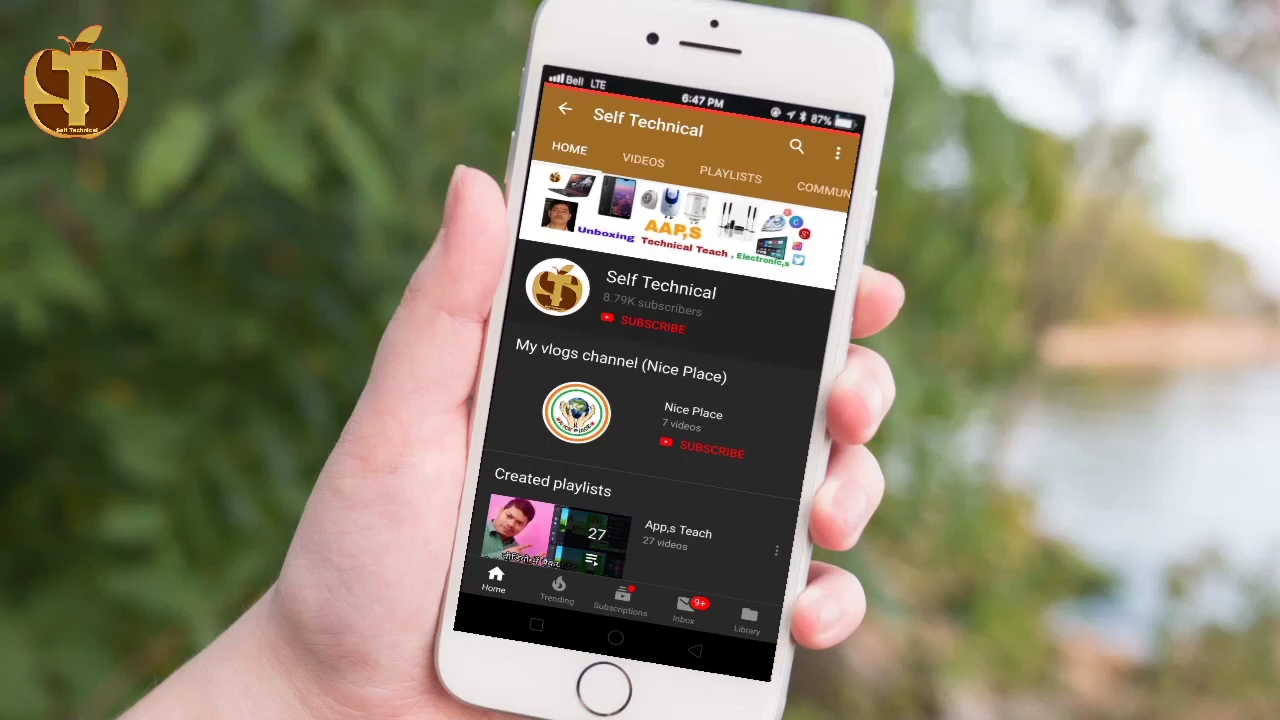 Self Technical
Bell LTE 6:47 PM 87%
Self Technical
HOME VIDEOS PLAYLISTS COMMUN
Unboxing AAP,S
Technical Teach , Electronic,s
Self Technical
8.79K subscribers
SUBSCRIBE
My vlogs channel (Nice Place)
Nice Place
7 videos
SUBSCRIBE
Created playlists
27
App,s Teach
27 videos
9+
Home Trending Subscriptions Inbox Library